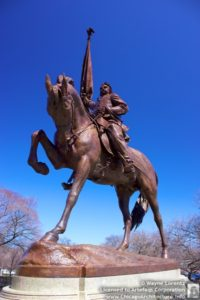 © Wayne Lorentz
Licensed to Artefaqs Corporation
www.ChicagoArchitecture.info